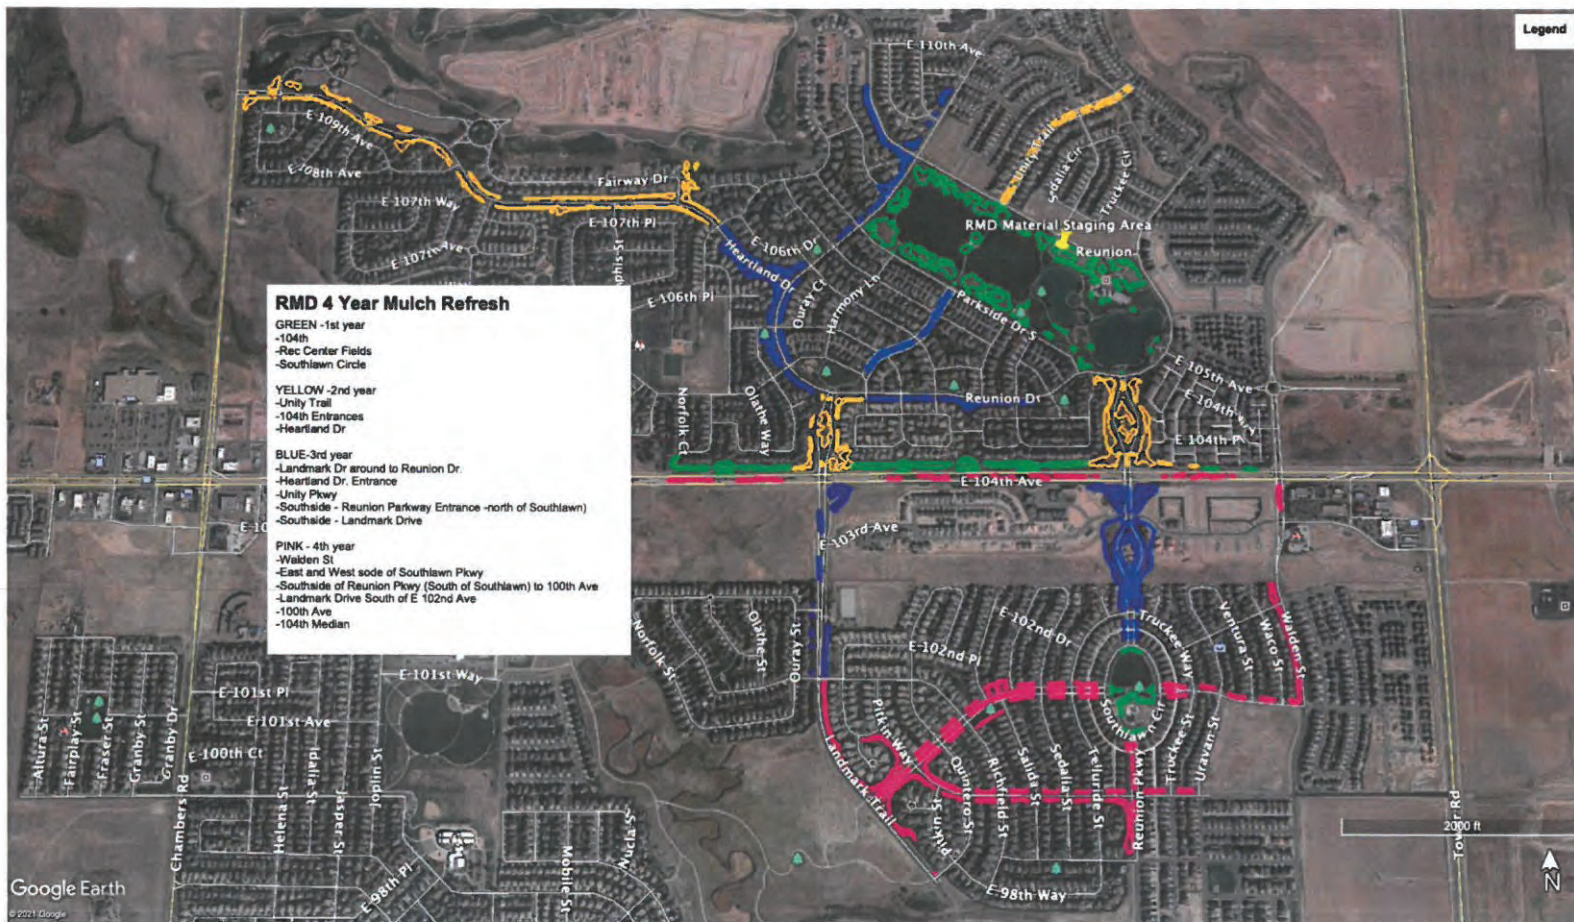 Legend
E 110th Ave
E 109th Ave
E 108th Ave
Fairway Dr
Unity Trail
Sedalia Cir
Truckee Cir
E 107th Way
E 107th Pl
E 107th Ave
E 106th Dr
Heartland Dr
RMD Material Staging Area
Reunion
Ouray Ct
Harmony Ln
E 106th Pl
Parkside Dr S
RMD 4 Year Mulch Refresh
GREEN -1st year
-104th
-Rec Center Fields
-Southlawn Circle
YELLOW -2nd year
-Unity Trail
-104th Entrances
-Heartland Dr
BLUE-3rd year
-Landmark Dr around to Reunion Dr.
-Heartland Dr. Entrance
-Unity Pkwy
-Southside - Reunion Parkway Entrance -north of Southlawn)
-Southside - Landmark Drive
PINK - 4th year
-Walden St
-East and West sode of Southlawn Pkwy
-Southside of Reunion Pkwy (South of Southlawn) to 100th Ave
-Landmark Drive South of E 102nd Ave
-100th Ave
-104th Median
Norfolk Ct
Olathe Way
Reunion Dr
E 105th Ave
E 104th
E 104th P
E 104th Ave
E 103rd Ave
E 102nd Dr
E 102nd Pl
Truckee Way
Ventura St
Waco St
Walden St
Norfolk St
Olathe St
Ouray St
E 101st Way
E 101st Pl
E 101st Ave
E 100th Ct
Altura St
Fairplay St
Fraser St
Granby St
Granby Dr
Chambers Rd
Helena St
Idalia St
Jasper St
Joplin St
Pitkin Way
Landmark Trail
Quintero St
Richfield St
Salida St
Sedalia St
Telluride St
Southlawn Cir
Reunion Pkwy
Truckee St
Uravan St
Pitkin St
E 98th Way
E 98th Pl
Mobile St
Nucla S
Tower Rd
2000 ft
N
Google Earth
© 2021 Google